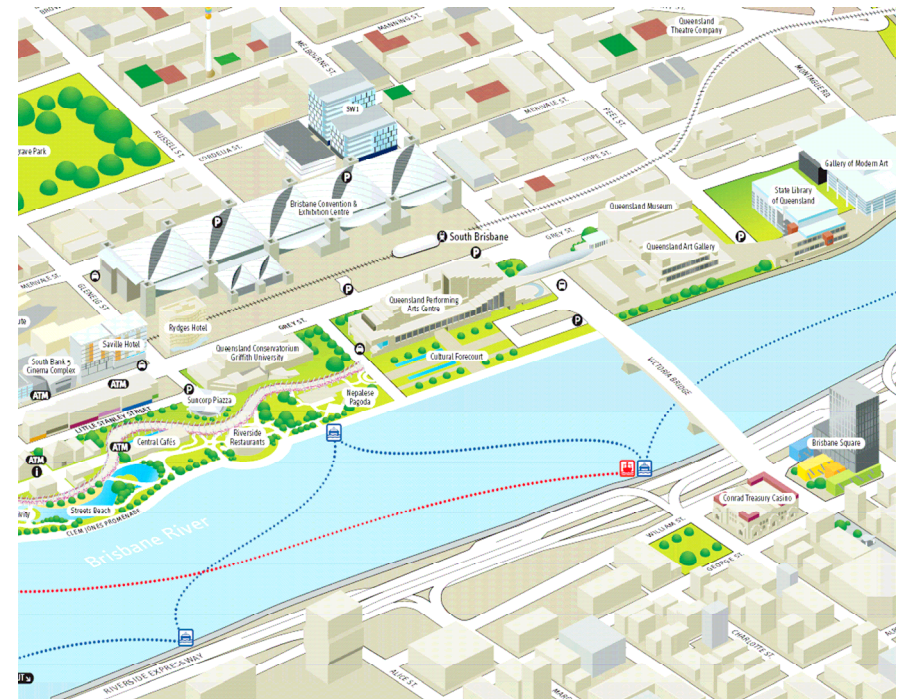 MANNING ST.
Queensland
Theatre Company
MELBOURNE ST.
MONTAGUE RD.
SW1
MERIVALE ST.
PEEL ST.
RUSSELL ST.
CORDELIA ST.
HOPE ST.
grave Park
Gallery of Modern Art
State Library
of Queensland
P
Brisbane Convention &
Exhibition Centre
Queensland Museum
P
South Brisbane
GREY ST.
P
Queensland Art Gallery
P
MERIVALE ST.
GLENELG ST.
P
Queensland Performing
Arts Centre
P
Rydges Hotel
GREY ST.
Saville Hotel
Queensland Conservatorium
Griffith University
Cultural Forecourt
VICTORIA BRIDGE
South Bank 5
Cinema Complex
ATM
ATM
P
Suncorp Piazza
Nepalese
Pagoda
LITTLE STANLEY STREET
Riverside
Restaurants
Central Cafés
ATM
ATM
i
Brisbane Square
Streets Beach
CLEM JONES PROMENADE
Conrad Treasury Casino
Brisbane River
WILLIAM ST.
GEORGE ST.
CHARLOTTE ST.
RIVERSIDE EXPRESSWAY
ALICE ST.